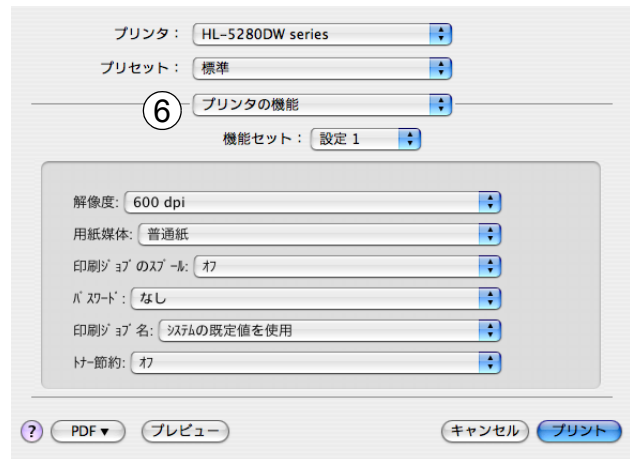 プリンタ： HL-5280DW series
プリセット： 標準
⑥ プリンタの機能
機能セット： 設定 1
解像度: 600 dpi
用紙媒体: 普通紙
印刷ｼﾞｮﾌﾞのｽﾌﾟｰﾙ: ｵﾌ
ﾊﾟｽﾜｰﾄﾞ: なし
印刷ｼﾞｮﾌﾞ名: ｼｽﾃﾑの既定値を使用
ﾄﾅｰ節約: ｵﾌ
? PDF▼ プレビュー キャンセル プリント